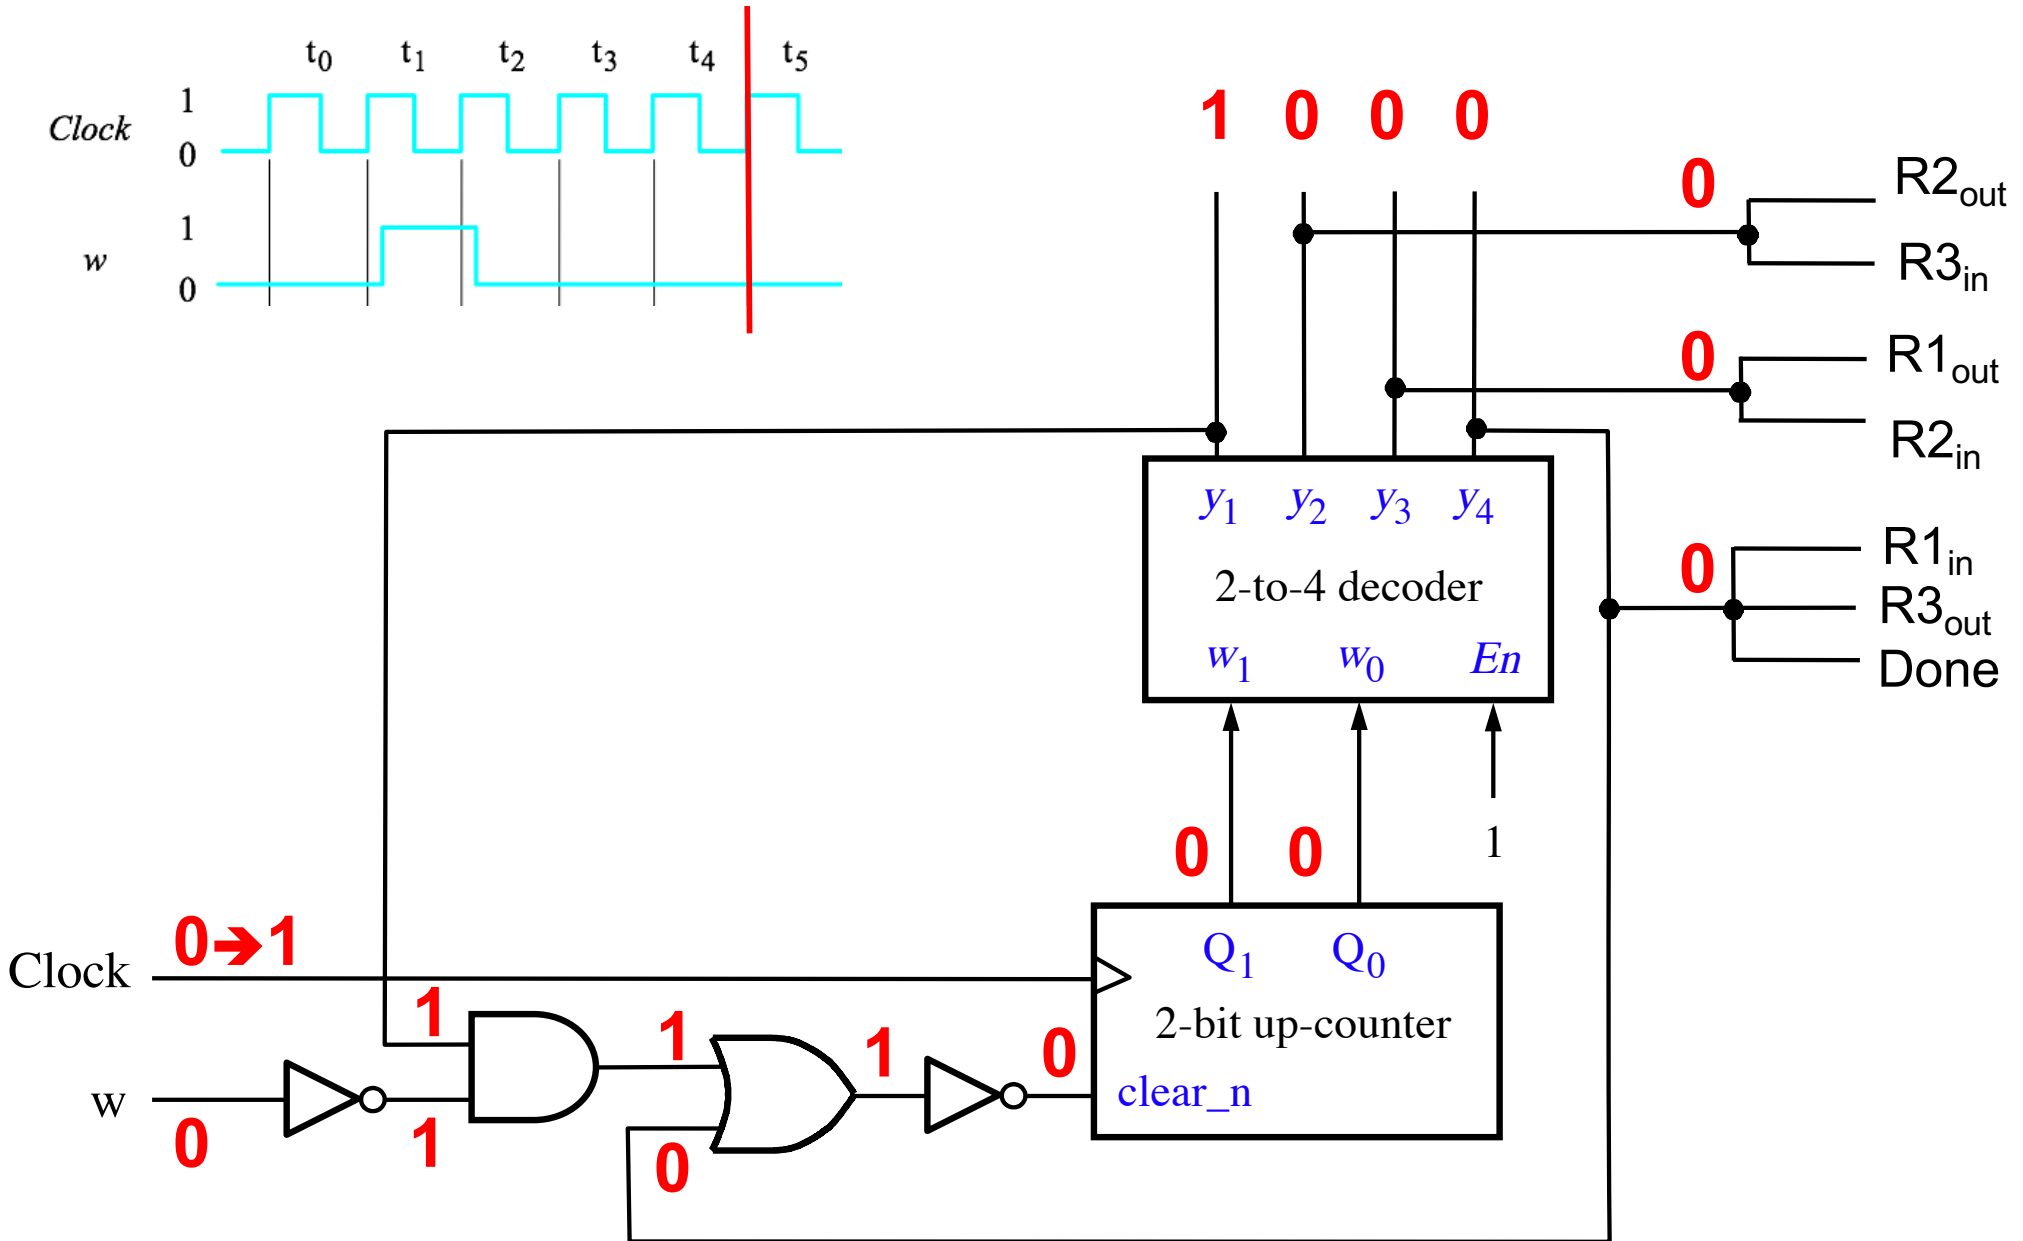 t0 t1 t2 t3 t4 t5
1
Clock
0
1
w
0
1 0 0 0
0
R2out
R3in
0
R1out
R2in
y1 y2 y3 y4
2-to-4 decoder
w1 w0 En
0
R1in
R3out
Done
0 0 1
Clock
0➔1
Q1 Q0
2-bit up-counter
clear_n
1
1
1
0
w
0
1
0